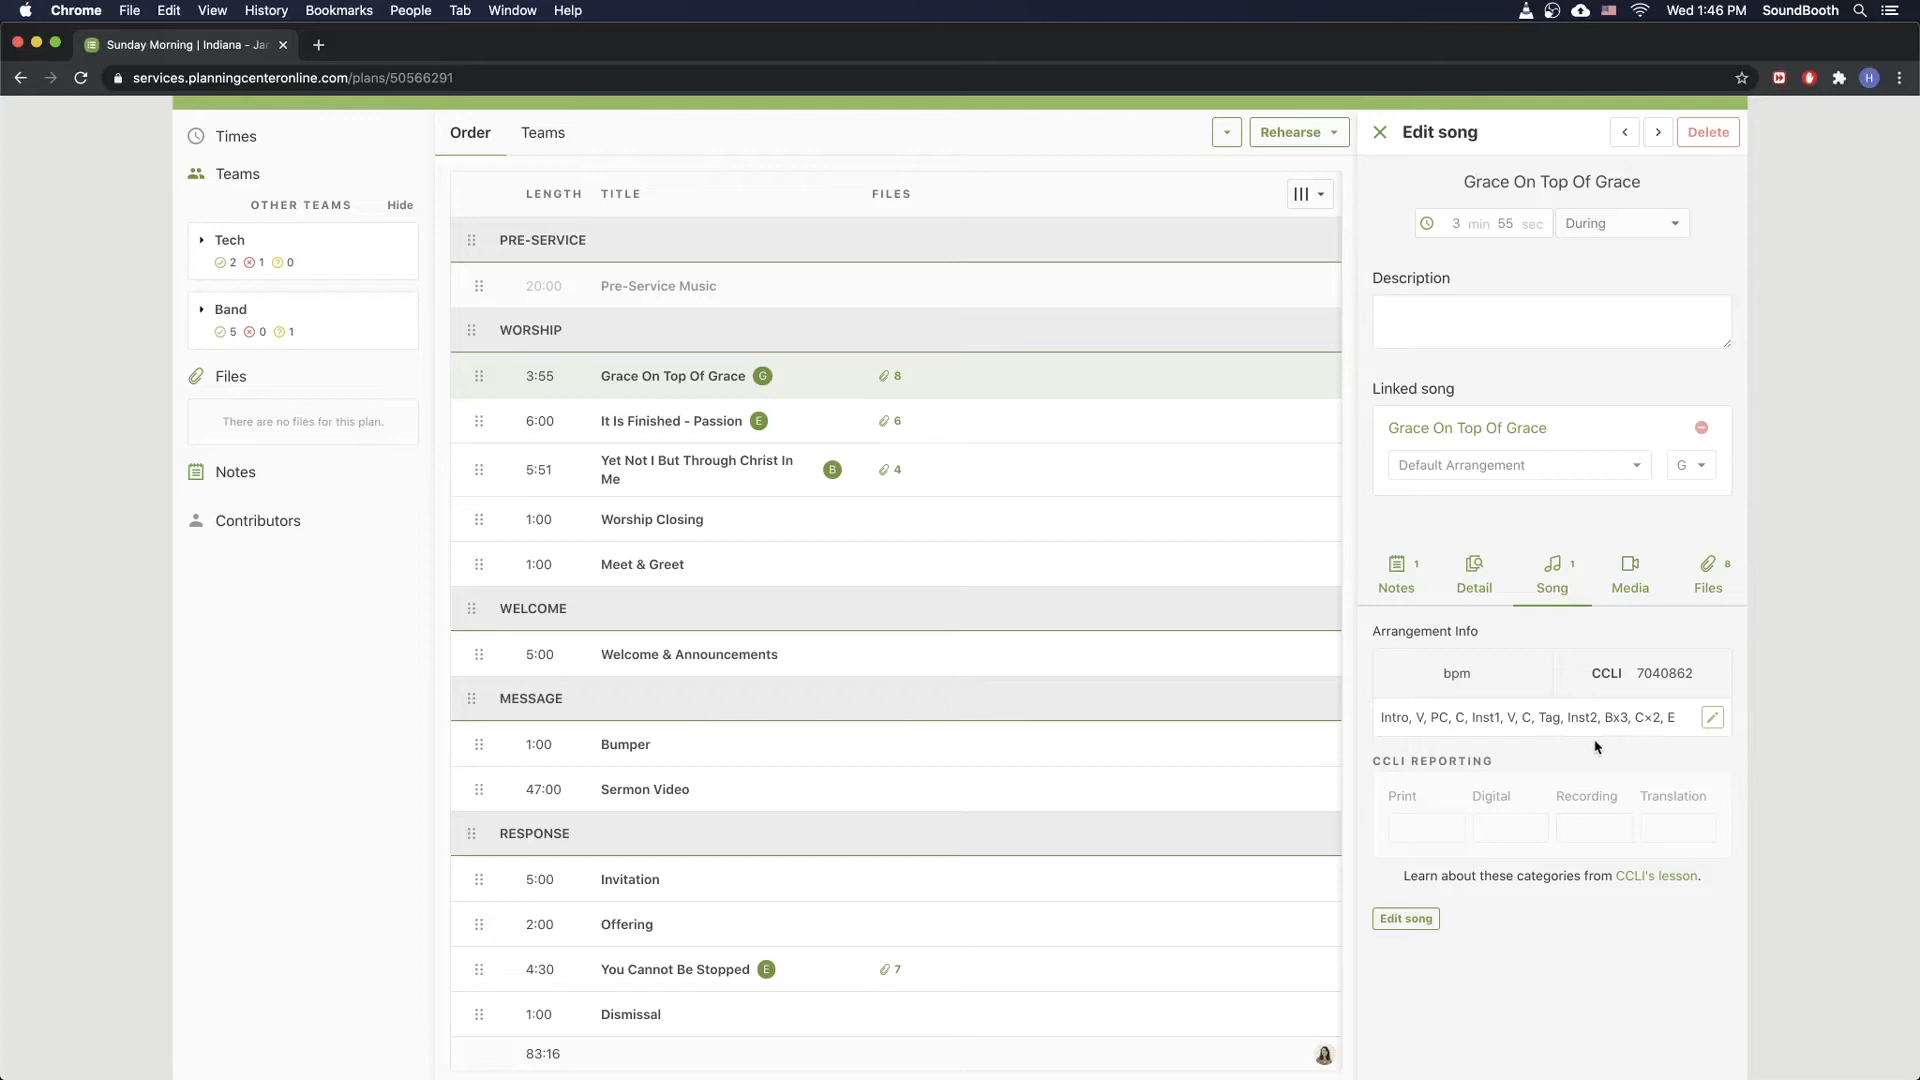 Chrome File Edit View History Bookmarks People Tab Window Help
Wed 1:46 PM SoundBooth
Sunday Morning | Indiana - Ja
services.planningcenteronline.com/plans/50566291
H
Times
Teams
OTHER TEAMS Hide
Tech
2 1 0
Band
5 0 1
Files
There are no files for this plan.
Notes
Contributors
Order Teams
Rehearse
LENGTH TITLE FILES
PRE-SERVICE
20:00 Pre-Service Music
WORSHIP
3:55 Grace On Top Of Grace G 8
6:00 It Is Finished - Passion E 6
5:51 Yet Not I But Through Christ In
Me B 4
1:00 Worship Closing
1:00 Meet & Greet
WELCOME
5:00 Welcome & Announcements
MESSAGE
1:00 Bumper
47:00 Sermon Video
RESPONSE
5:00 Invitation
2:00 Offering
4:30 You Cannot Be Stopped E 7
1:00 Dismissal
83:16
Edit song
Delete
Grace On Top Of Grace
3 min 55 sec During
Description
Linked song
Grace On Top Of Grace
Default Arrangement G
1 1 8
Notes Detail Song Media Files
Arrangement Info
bpm CCLI 7040862
Intro, V, PC, C, Inst1, V, C, Tag, Inst2, Bx3, C×2, E
CCLI REPORTING
Print Digital Recording Translation
Learn about these categories from CCLI's lesson.
Edit song